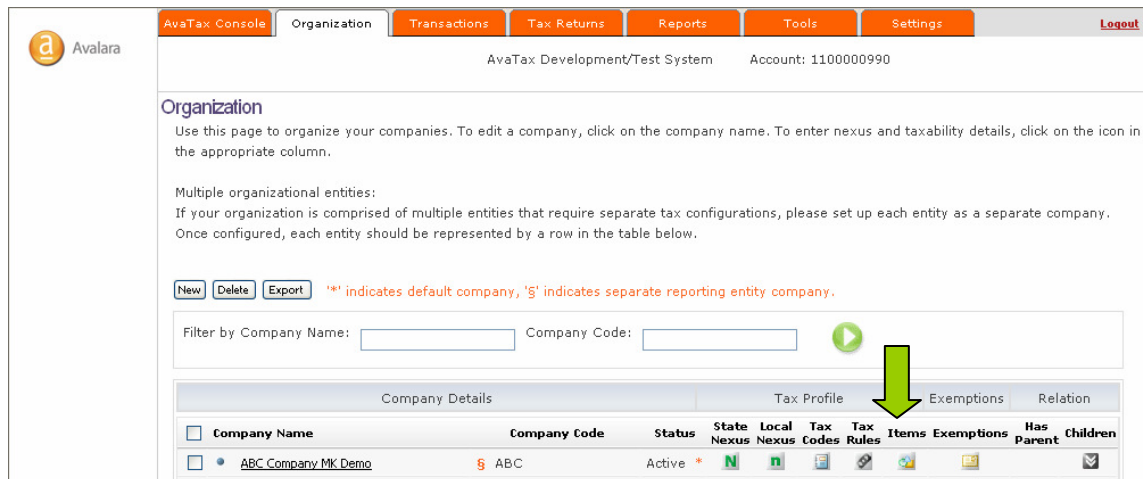 AvaTax Console Organization Transactions Tax Returns Reports Tools Settings Logout
a Avalara
AvaTax Development/Test System Account: 1100000990
Organization
Use this page to organize your companies. To edit a company, click on the company name. To enter nexus and taxability details, click on the icon in
the appropriate column.
Multiple organizational entities:
If your organization is comprised of multiple entities that require separate tax configurations, please set up each entity as a separate company.
Once configured, each entity should be represented by a row in the table below.
New Delete Export '*' indicates default company, '§' indicates separate reporting entity company.
Filter by Company Name: Company Code:
Company Details Tax Profile Exemptions Relation
Company Name Company Code Status State Nexus Local Nexus Tax Codes Tax Rules Items Exemptions Has Parent Children
ABC Company MK Demo § ABC Active * N n